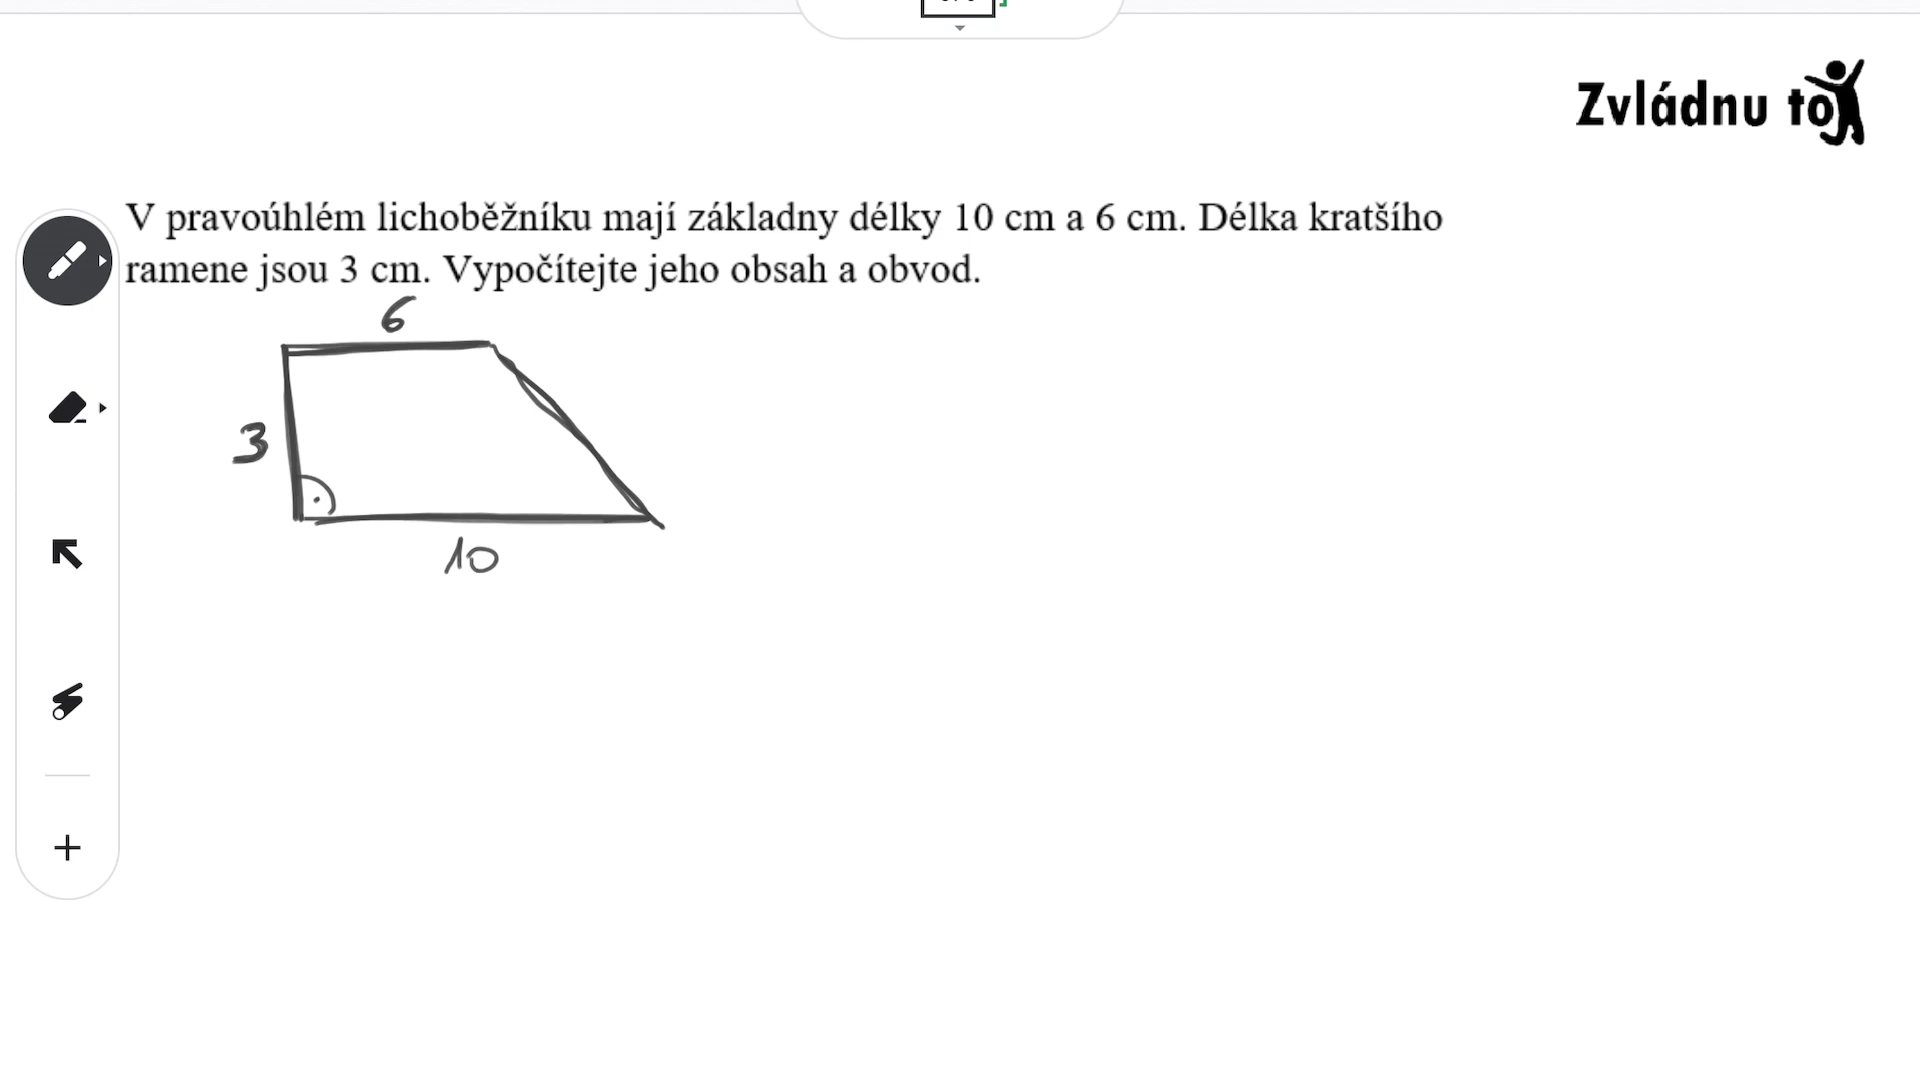 Zvládnu to
V pravoúhlém lichoběžníku mají základny délky 10 cm a 6 cm. Délka kratšího
ramene jsou 3 cm. Vypočítejte jeho obsah a obvod.
6
3
10